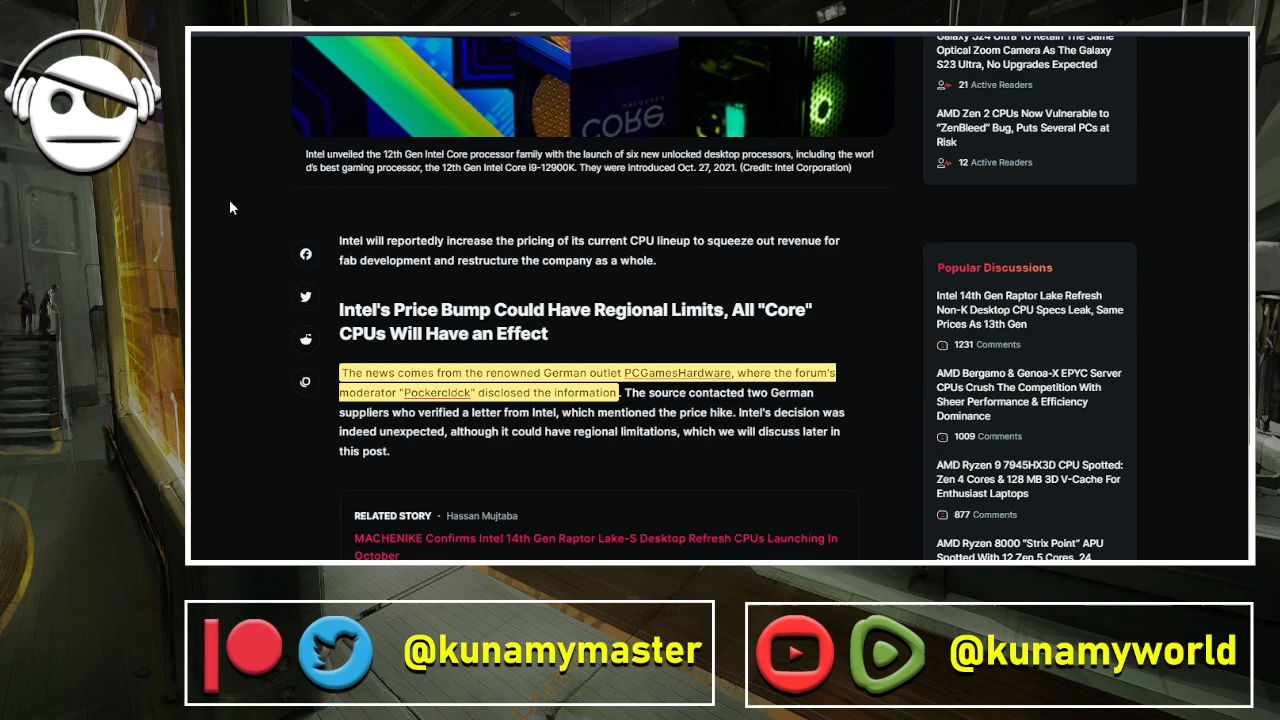 CORE
Intel unveiled the 12th Gen Intel Core processor family with the launch of six new unlocked desktop processors, including the worl
d's best gaming processor, the 12th Gen Intel Core i9-12900K. They were introduced Oct. 27, 2021. (Credit: Intel Corporation)
Intel will reportedly increase the pricing of its current CPU lineup to squeeze out revenue for
fab development and restructure the company as a whole.
Intel's Price Bump Could Have Regional Limits, All "Core"
CPUs Will Have an Effect
The news comes from the renowned German outlet PCGamesHardware, where the forum's
moderator "Pockerclock" disclosed the information. The source contacted two German
suppliers who verified a letter from Intel, which mentioned the price hike. Intel's decision was
indeed unexpected, although it could have regional limitations, which we will discuss later in
this post.
RELATED STORY • Hassan Mujtaba
MACHENIKE Confirms Intel 14th Gen Raptor Lake-S Desktop Refresh CPUs Launching In
October
Galaxy S24 Ultra To Retain The Same
Optical Zoom Camera As The Galaxy
S23 Ultra, No Upgrades Expected
21 Active Readers
AMD Zen 2 CPUs Now Vulnerable to
"ZenBleed" Bug, Puts Several PCs at
Risk
12 Active Readers
Popular Discussions
Intel 14th Gen Raptor Lake Refresh
Non-K Desktop CPU Specs Leak, Same
Prices As 13th Gen
1231 Comments
AMD Bergamo & Genoa-X EPYC Server
CPUs Crush The Competition With
Sheer Performance & Efficiency
Dominance
1009 Comments
AMD Ryzen 9 7945HX3D CPU Spotted:
Zen 4 Cores & 128 MB 3D V-Cache For
Enthusiast Laptops
877 Comments
AMD Ryzen 8000 "Strix Point" APU
Spotted With 12 Zen 5 Cores, 24
@kunamymaster
@kunamyworld